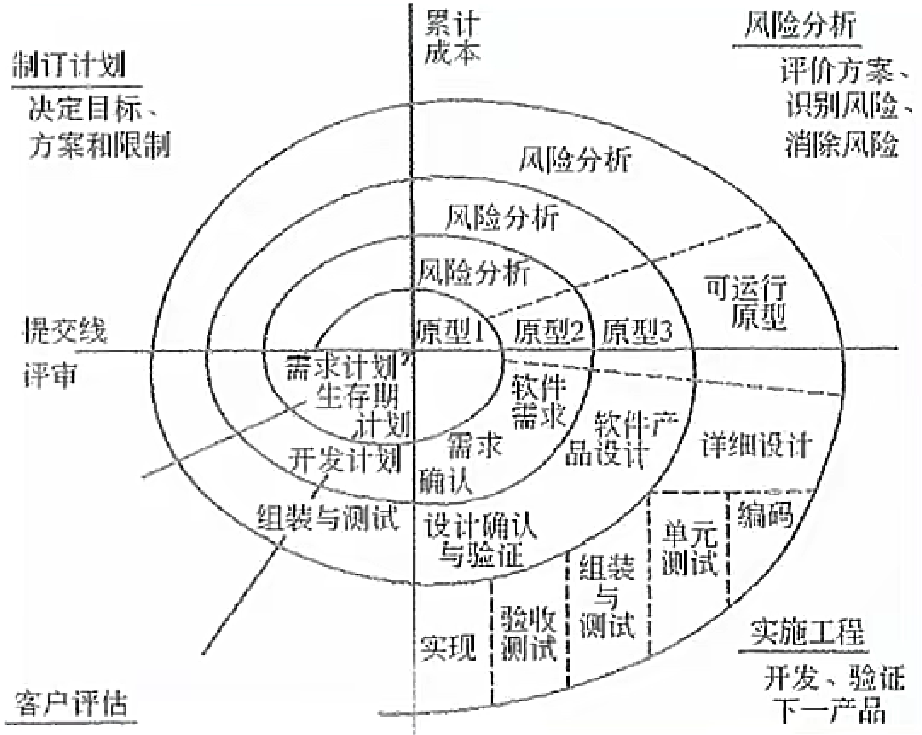 累计
成本
制订计划
决定目标、
方案和限制
风险分析
评价方案、
识别风险、
消除风险
风险分析
风险分析
风险分析
可运行
原型
提交线
原型1
原型2
原型3
评审
需求计划
生存期
计划
软件
需求
软件产
品设计
详细设计
需求
确认
开发计划
组装与测试
设计确认
与验证
组装
与
测试
单元
测试
编码
实现
验收
测试
实施工程
开发、验证
下一产品
客户评估